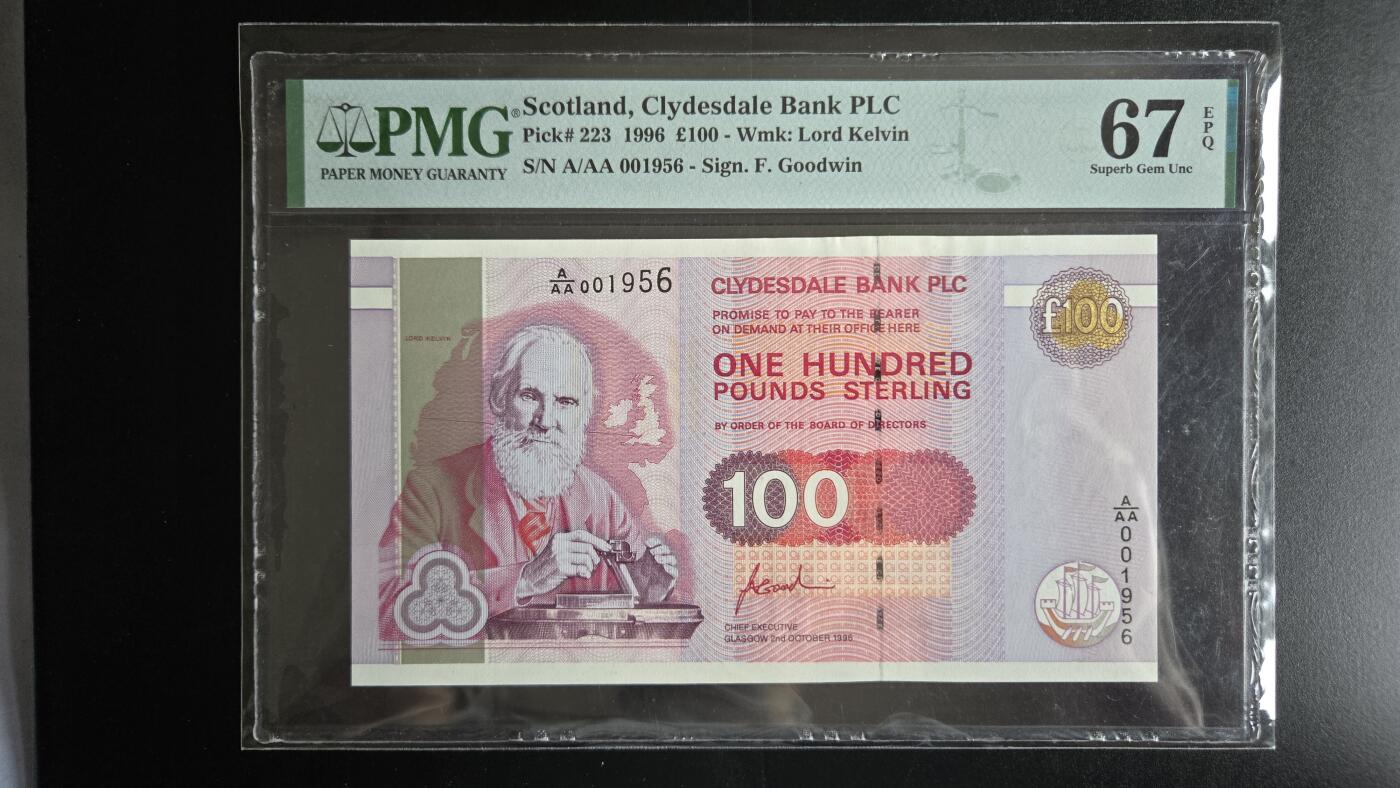 PMG®
PAPER MONEY GUARANTY
Scotland, Clydesdale Bank PLC
Pick# 223 1996 £100 - Wmk: Lord Kelvin
S/N A/AA 001956 - Sign. F. Goodwin
67
EPQ
Superb Gem Unc
A
AA 001956
LORD KELVIN
CLYDESDALE BANK PLC
PROMISE TO PAY TO THE BEARER
ON DEMAND AT THEIR OFFICE HERE
ONE HUNDRED
POUNDS STERLING
BY ORDER OF THE BOARD OF DIRECTORS
100
CHIEF EXECUTIVE
GLASGOW 2nd OCTOBER 1996
£100
A
AA
001956